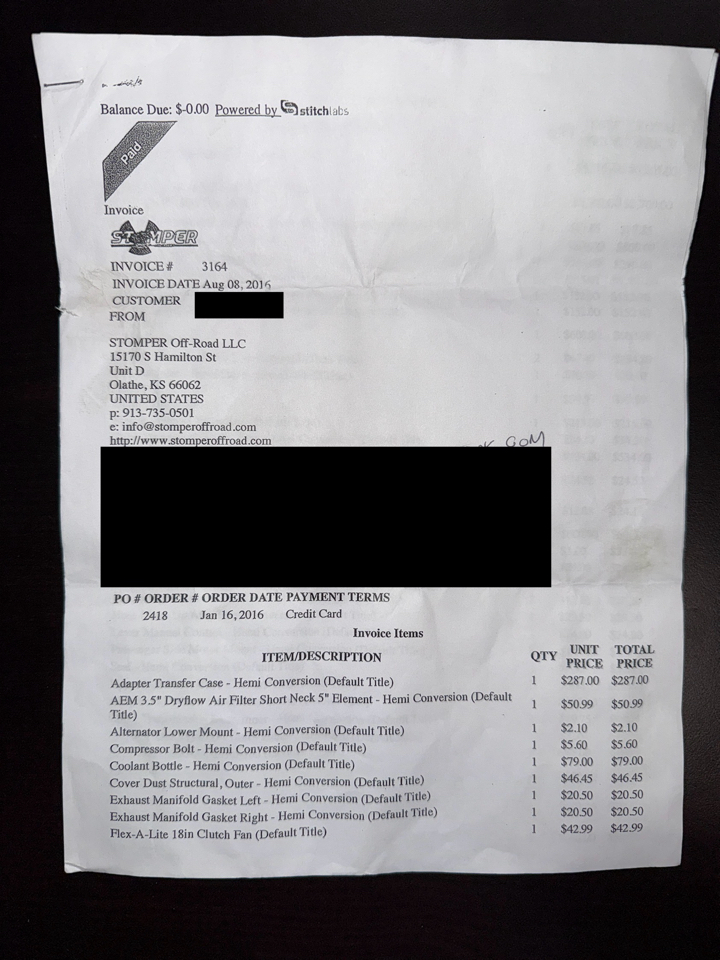 Balance Due: $-0.00 Powered by stitchlabs
Paid
Invoice
STOMPER
INVOICE # 3164
INVOICE DATE Aug 08, 2016
CUSTOMER
FROM
STOMPER Off-Road LLC
15170 S Hamilton St
Unit D
Olathe, KS 66062
UNITED STATES
p: 913-735-0501
e: info@stomperoffroad.com
http://www.stomperoffroad.com
GOM
PO # ORDER # ORDER DATE PAYMENT TERMS
2418 Jan 16, 2016 Credit Card
Invoice Items
ITEM/DESCRIPTION QTY UNIT PRICE TOTAL PRICE
Adapter Transfer Case - Hemi Conversion (Default Title) 1 $287.00 $287.00
AEM 3.5" Dryflow Air Filter Short Neck 5" Element - Hemi Conversion (Default
Title) 1 $50.99 $50.99
Alternator Lower Mount - Hemi Conversion (Default Title) 1 $2.10 $2.10
Compressor Bolt - Hemi Conversion (Default Title) 1 $5.60 $5.60
Coolant Bottle - Hemi Conversion (Default Title) 1 $79.00 $79.00
Cover Dust Structural, Outer - Hemi Conversion (Default Title) 1 $46.45 $46.45
Exhaust Manifold Gasket Left - Hemi Conversion (Default Title) 1 $20.50 $20.50
Exhaust Manifold Gasket Right - Hemi Conversion (Default Title) 1 $20.50 $20.50
Flex-A-Lite 18in Clutch Fan (Default Title) 1 $42.99 $42.99